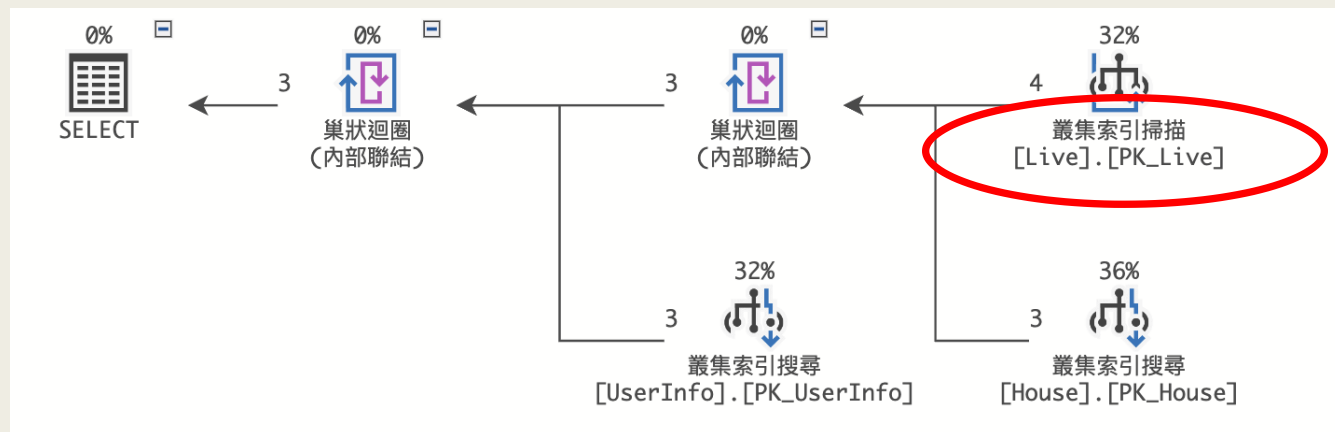 0%
SELECT
3
0%
巢狀迴圈
(內部聯結)
3
0%
巢狀迴圈
(內部聯結)
4
32%
叢集索引掃描
[Live].[PK_Live]
3
32%
叢集索引搜尋
[UserInfo].[PK_UserInfo]
3
36%
叢集索引搜尋
[House].[PK_House]